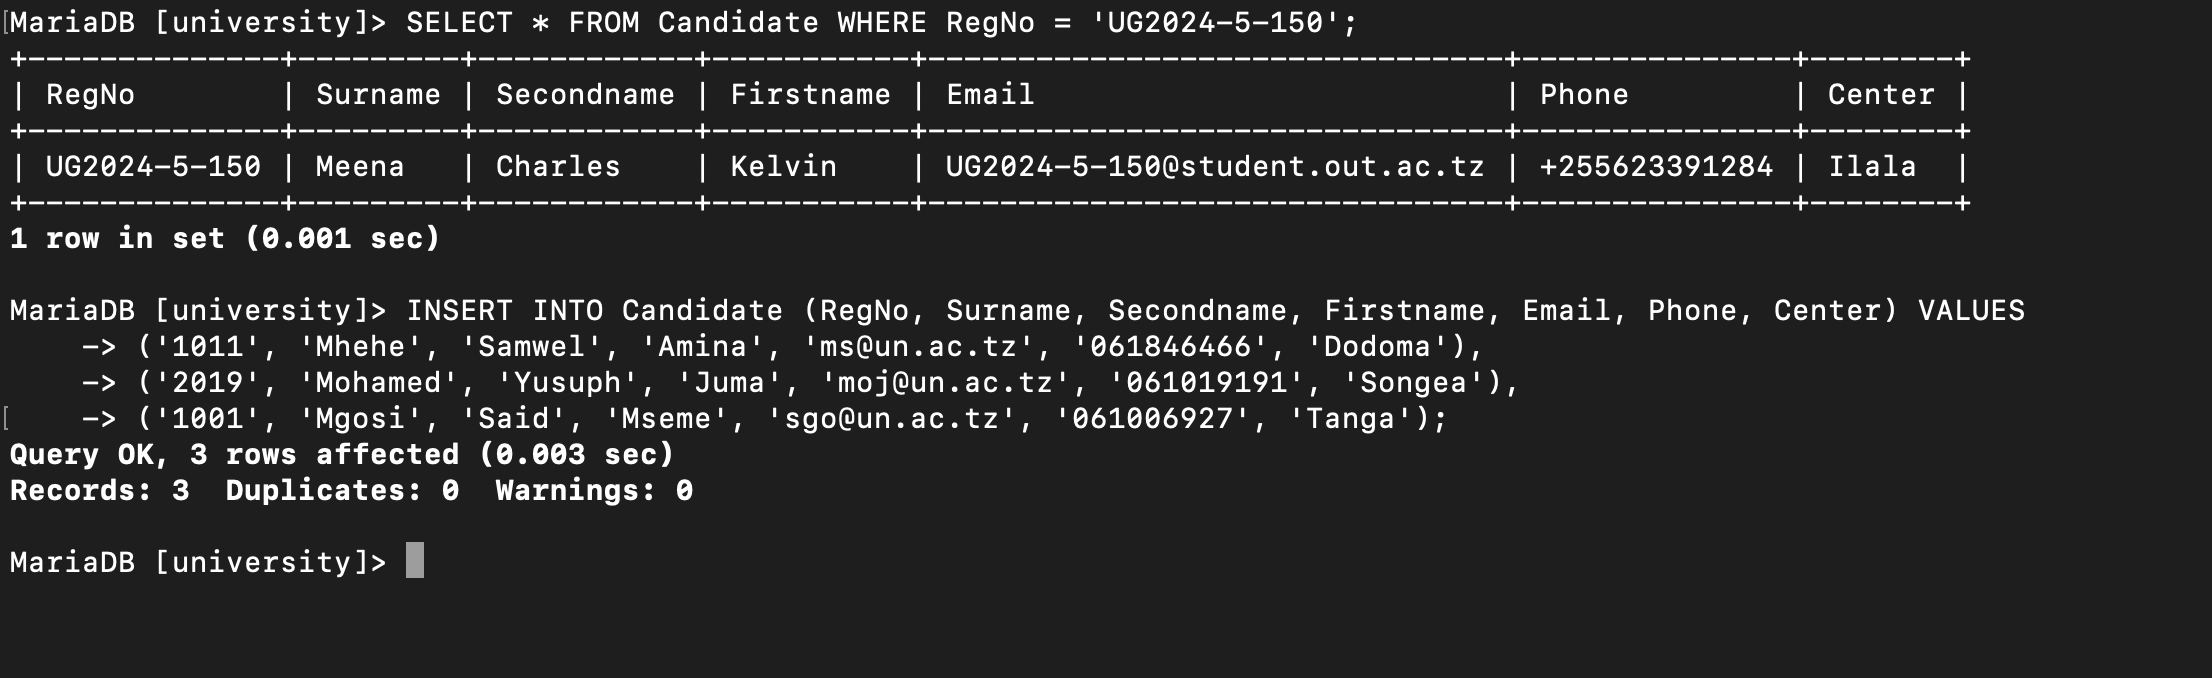 MariaDB [university]> SELECT * FROM Candidate WHERE RegNo = 'UG2024-5-150';
+--------------+---------+------------+-----------+--------------------------------+---------------+--------+
| RegNo        | Surname | Secondname | Firstname | Email                          | Phone         | Center |
+--------------+---------+------------+-----------+--------------------------------+---------------+--------+
| UG2024-5-150 | Meena   | Charles    | Kelvin    | UG2024-5-150@student.out.ac.tz | +255623391284 | Ilala  |
+--------------+---------+------------+-----------+--------------------------------+---------------+--------+
1 row in set (0.001 sec)

MariaDB [university]> INSERT INTO Candidate (RegNo, Surname, Secondname, Firstname, Email, Phone, Center) VALUES
    -> ('1011', 'Mhehe', 'Samwel', 'Amina', 'ms@un.ac.tz', '061846466', 'Dodoma'),
    -> ('2019', 'Mohamed', 'Yusuph', 'Juma', 'moj@un.ac.tz', '061019191', 'Songea'),
    -> ('1001', 'Mgosi', 'Said', 'Mseme', 'sgo@un.ac.tz', '061006927', 'Tanga');
Query OK, 3 rows affected (0.003 sec)
Records: 3  Duplicates: 0  Warnings: 0

MariaDB [university]>